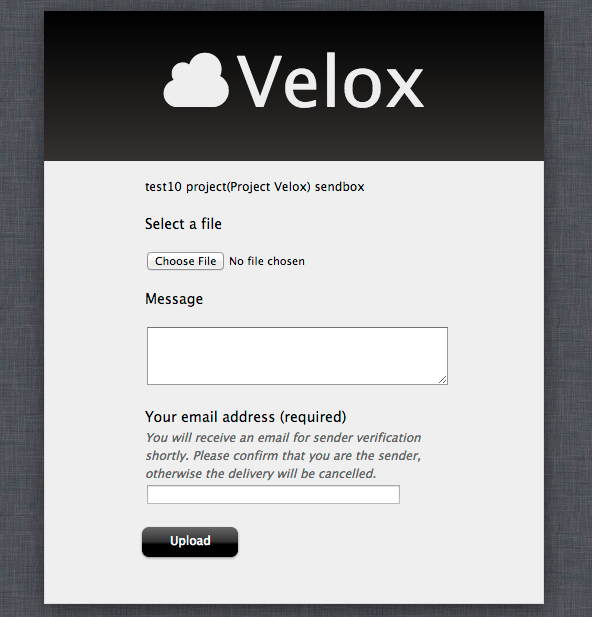 Velox
test10 project(Project Velox) sendbox
Select a file
Choose File No file chosen
Message
Your email address (required)
You will receive an email for sender verification
shortly. Please confirm that you are the sender,
otherwise the delivery will be cancelled.
Upload